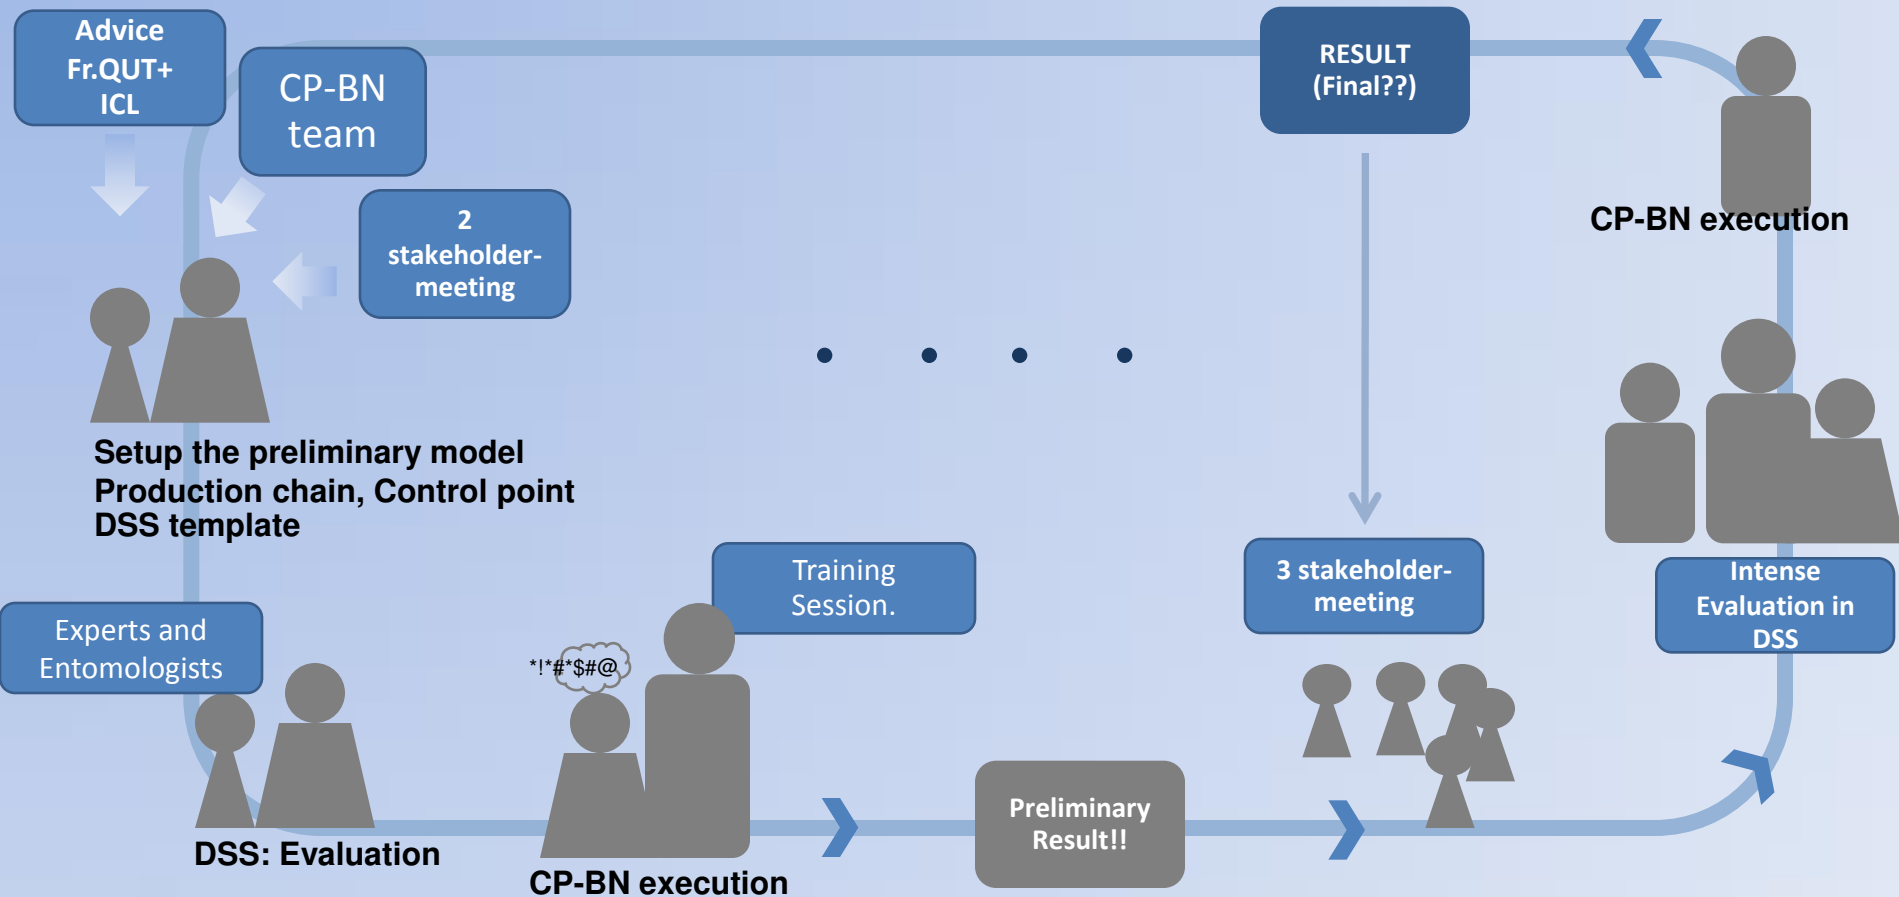 Advice
Fr.QUT+
ICL
CP-BN
team
2
stakeholder-
meeting
RESULT
(Final??)
CP-BN execution
Setup the preliminary model
Production chain, Control point
DSS template
Experts and
Entomologists
Training
Session.
3 stakeholder-
meeting
Intense
Evaluation in
DSS
*!*#*$#@
Preliminary
Result!!
DSS: Evaluation
CP-BN execution